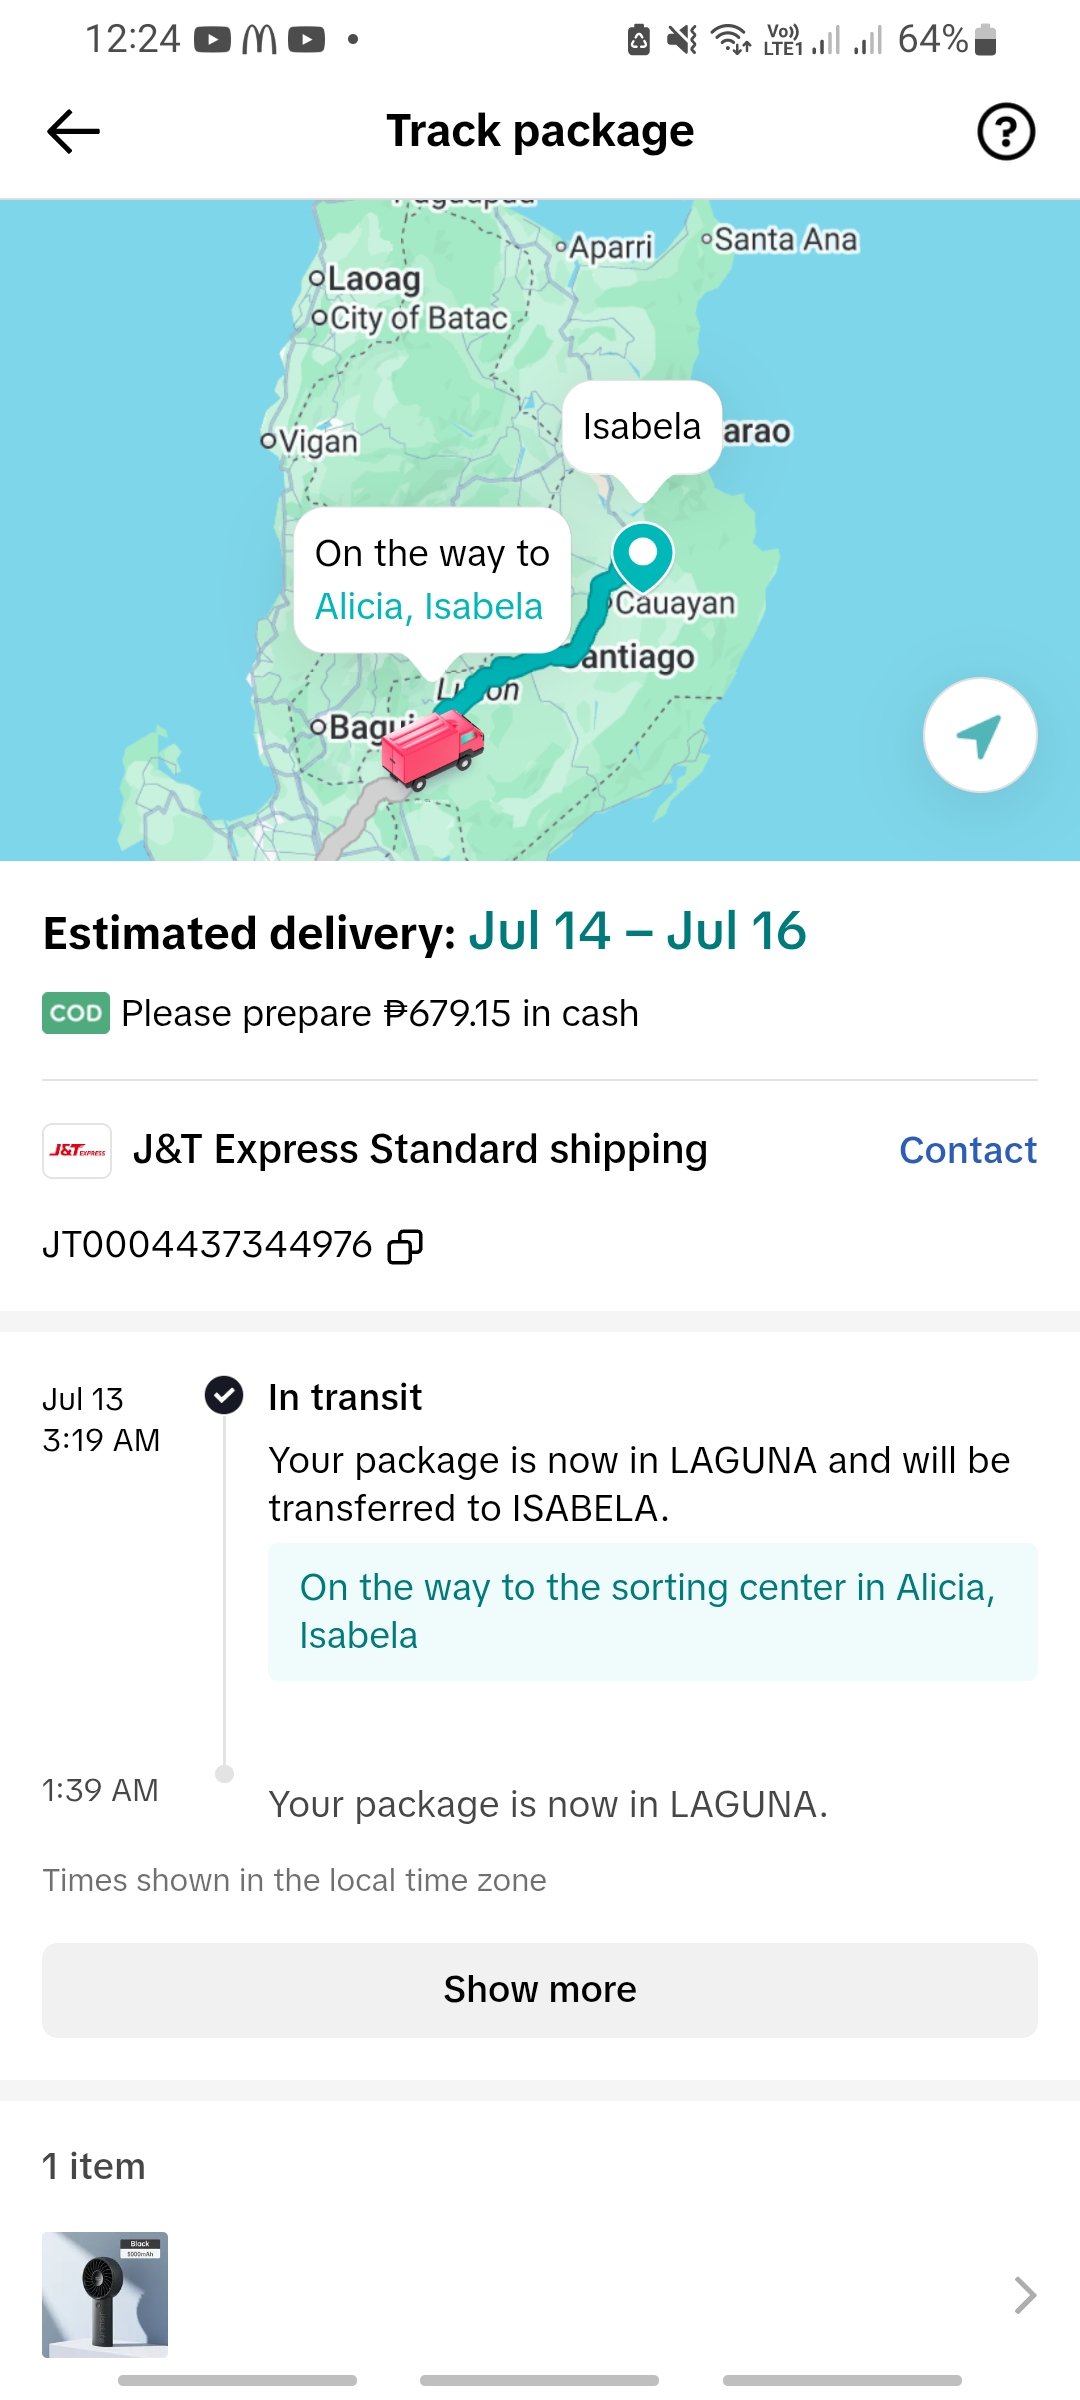 12:24
Vo))
LTE1
64%
Track package
Aparri
Santa Ana
Laoag
City of Batac
Isabela
arao
Vigan
On the way to
Alicia, Isabela
Cauayan
antiago
Bagui
Estimated delivery: Jul 14 – Jul 16
COD Please prepare ₱679.15 in cash
J&T EXPRESS
J&T Express Standard shipping
Contact
JT0004437344976
Jul 13
3:19 AM
In transit
Your package is now in LAGUNA and will be
transferred to ISABELA.
On the way to the sorting center in Alicia,
Isabela
1:39 AM
Your package is now in LAGUNA.
Times shown in the local time zone
Show more
1 item
Black
5000mAh